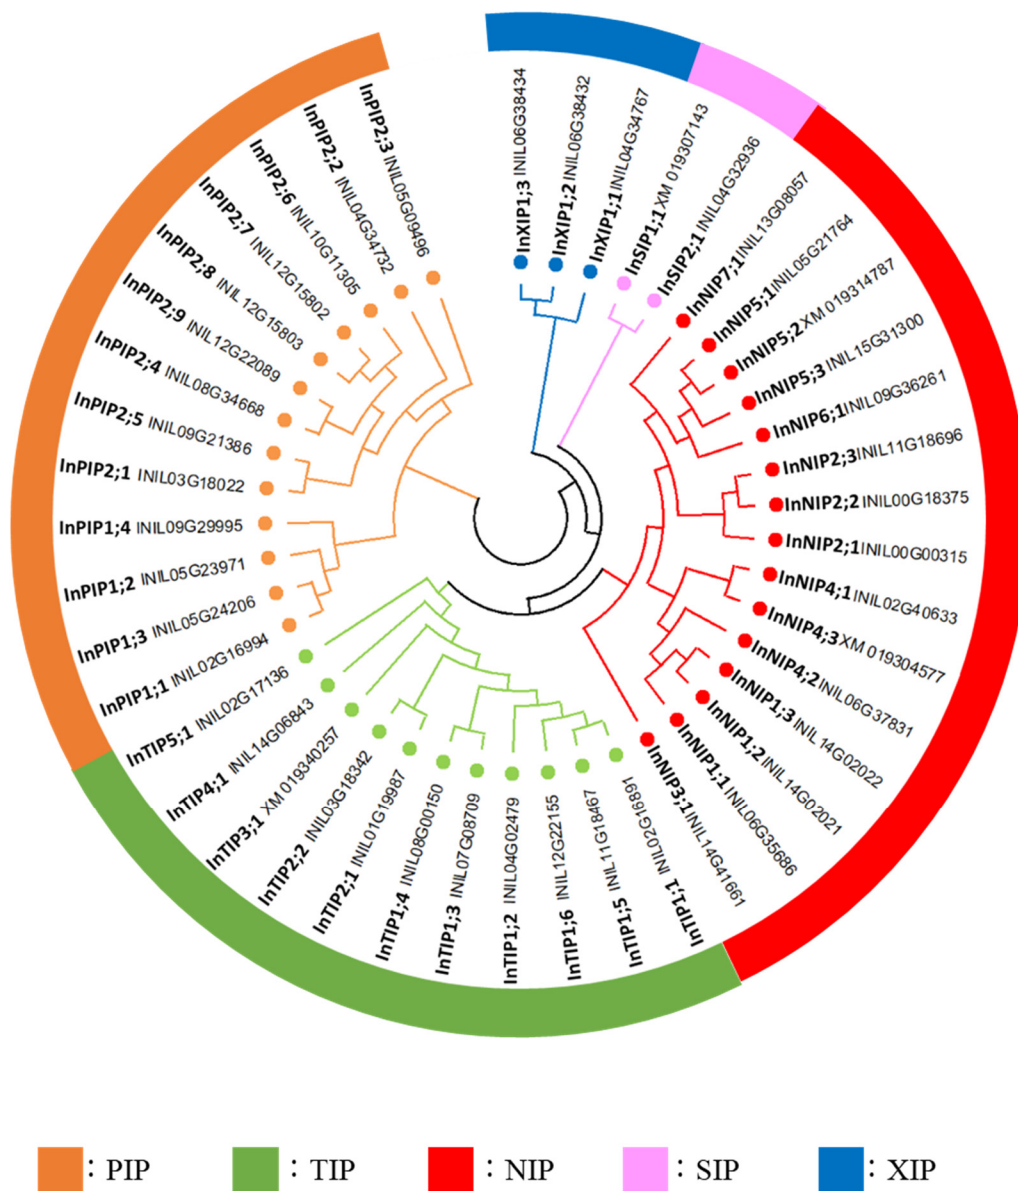 InXIP1;3 INIL06G38434
InXIP1;2 INIL06G38432
InXIP1;1 INIL04G34767
InSIP1;1 XM 019307143
InSIP2;1 INIL04G32936
InNIP7;1 INIL13G08057
InNIP5;1 INIL05G21764
InNIP5;2 XM 019314787
InNIP5;3 INIL15G31300
InNIP6;1 INIL09G36261
InNIP2;3 INIL11G18696
InNIP2;2 INIL00G18375
InNIP2;1 INIL00G00315
InNIP4;1 INIL02G40633
InNIP4;3 XM 019304577
InNIP4;2 INIL06G37831
InNIP1;3 INIL14G02022
InNIP1;2 INIL14G02021
InNIP1;1 INIL06G35686
InNIP3;1 INIL14G41661
InTIP1;1 INIL02G16891
InTIP1;5 INIL11G18467
InTIP1;6 INIL12G22155
InTIP1;2 INIL04G02479
InTIP1;3 INIL07G08709
InTIP1;4 INIL08G00150
InTIP2;1 INIL01G19987
InTIP2;2 INIL03G18342
InTIP3;1 XM 019340257
InTIP4;1 INIL14G06843
InTIP5;1 INIL02G17136
InPIP1;1 INIL02G16994
InPIP1;3 INIL05G24206
InPIP1;2 INIL05G23971
InPIP1;4 INIL09G29995
InPIP2;1 INIL03G18022
InPIP2;5 INIL09G21386
InPIP2;4 INIL08G34668
InPIP2;9 INIL12G22089
InPIP2;8 INIL12G15803
InPIP2;7 INIL12G15802
InPIP2;6 INIL10G11305
InPIP2;2 INIL04G34732
InPIP2;3 INIL05G09496
: PIP
: TIP
: NIP
: SIP
: XIP